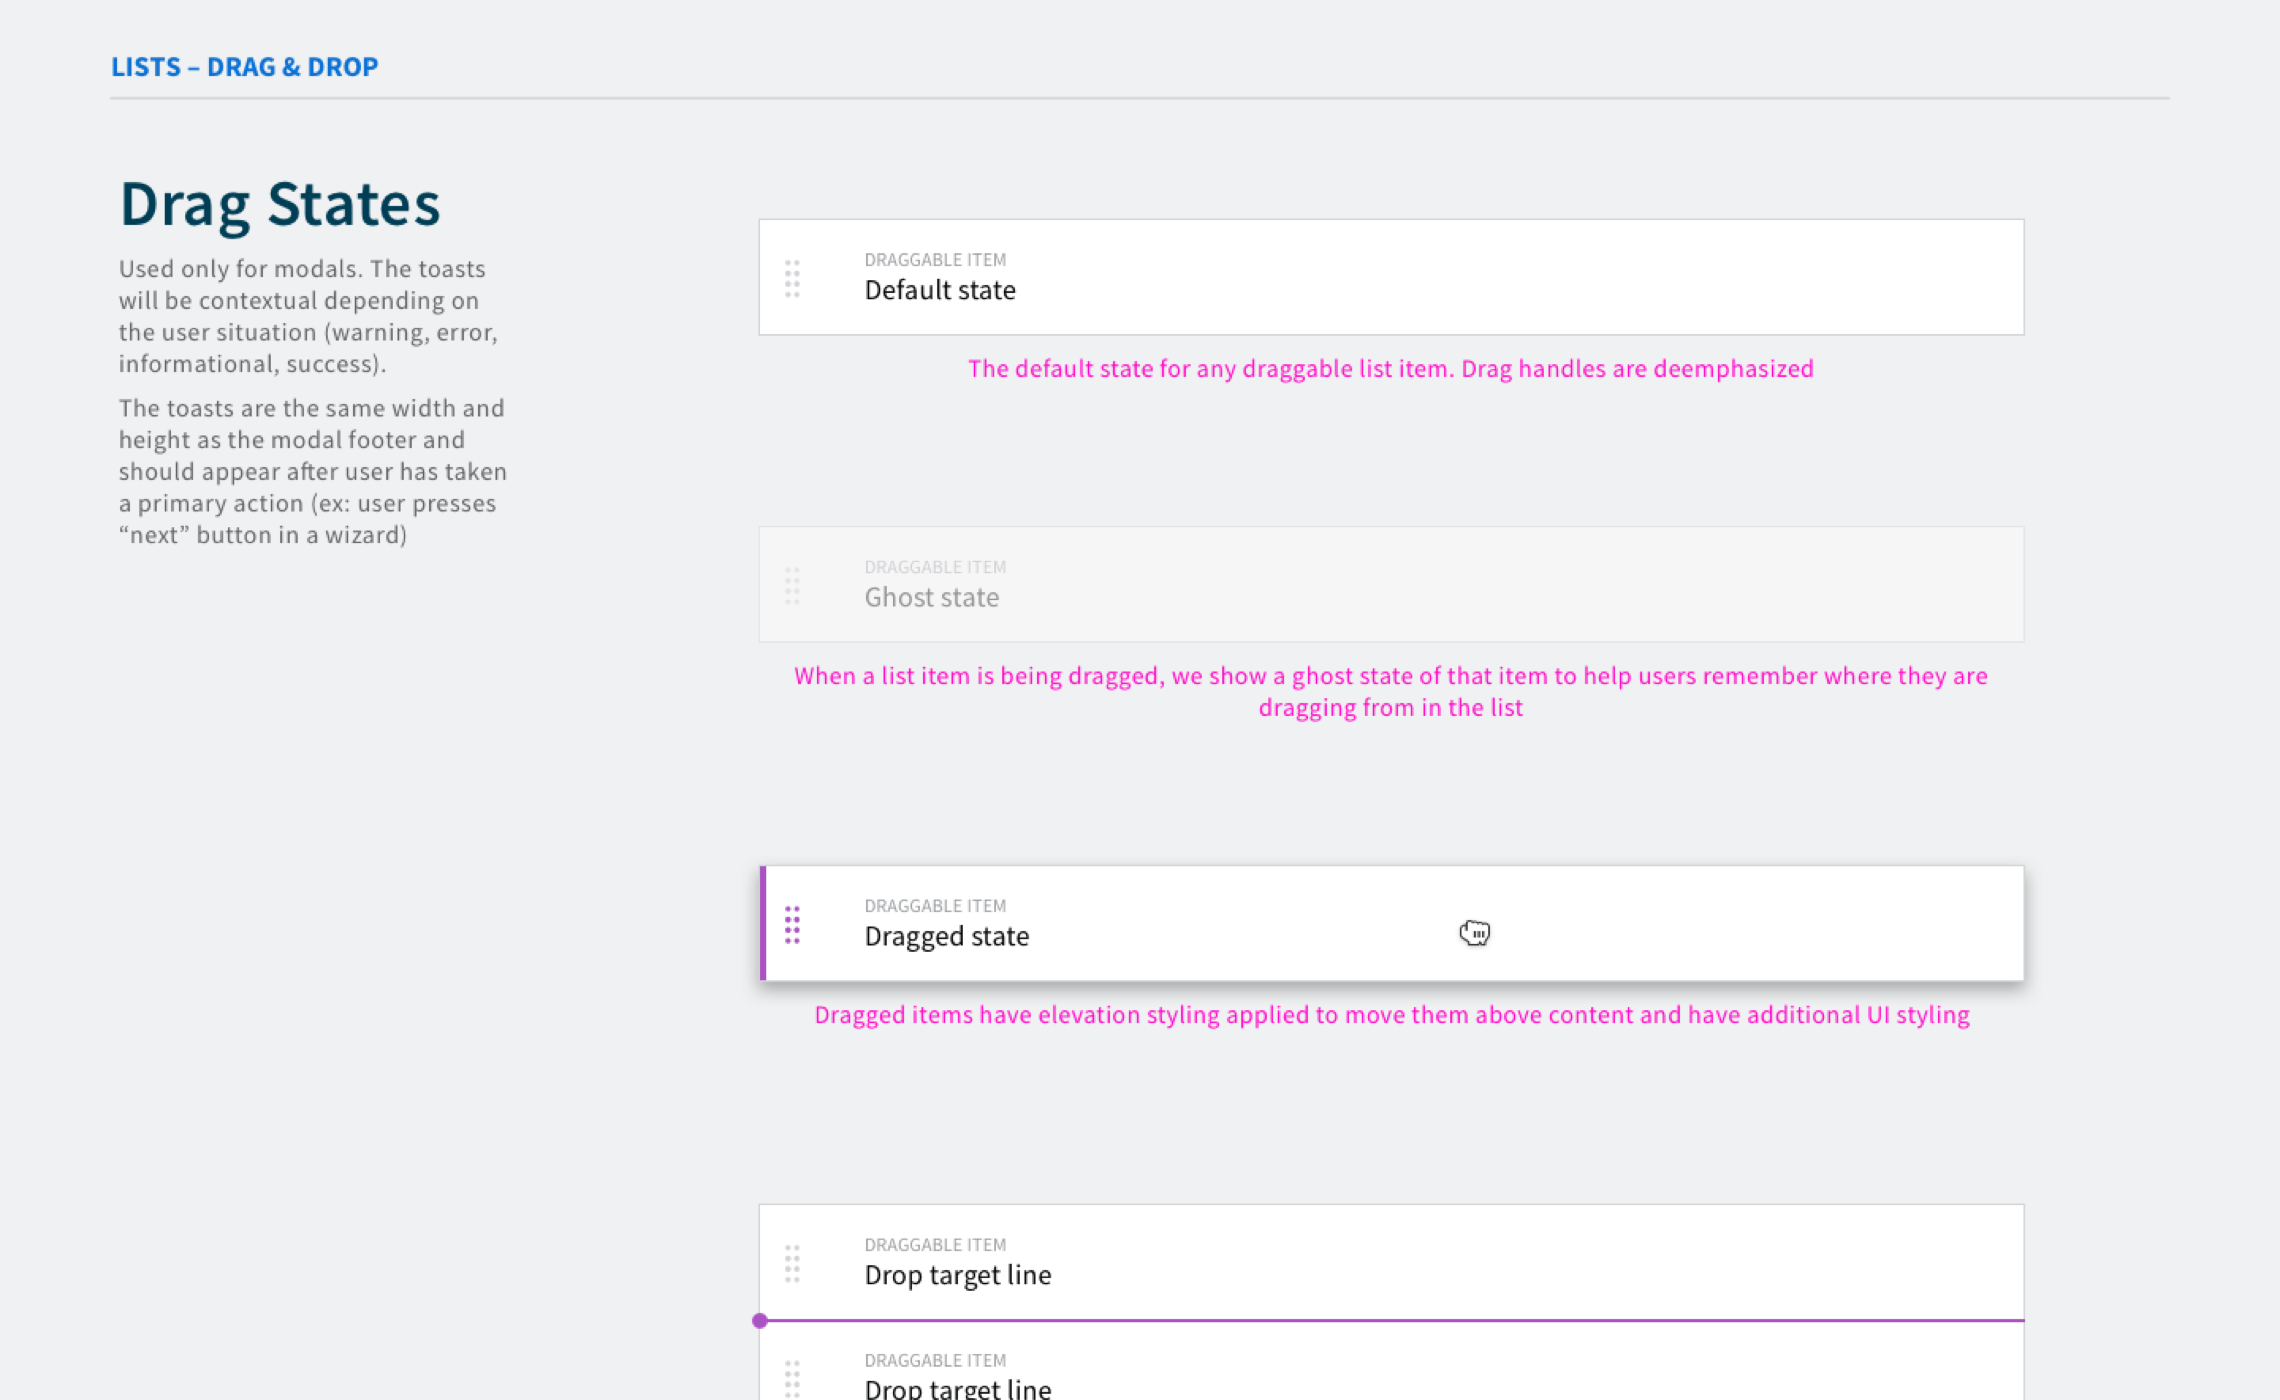 LISTS – DRAG & DROP
Drag States
Used only for modals. The toasts
will be contextual depending on
the user situation (warning, error,
informational, success).
The toasts are the same width and
height as the modal footer and
should appear after user has taken
a primary action (ex: user presses
“next” button in a wizard)
DRAGGABLE ITEM
Default state
The default state for any draggable list item. Drag handles are deemphasized
DRAGGABLE ITEM
Ghost state
When a list item is being dragged, we show a ghost state of that item to help users remember where they are
dragging from in the list
DRAGGABLE ITEM
Dragged state
Dragged items have elevation styling applied to move them above content and have additional UI styling
DRAGGABLE ITEM
Drop target line
DRAGGABLE ITEM
Drop target line